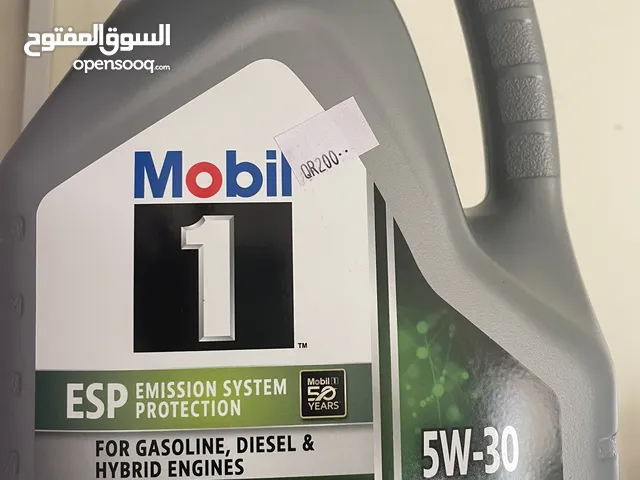 السوق المفتوح
opensooq.com
QR200..
Mobil
1
™
ESP EMISSION SYSTEM
PROTECTION
Mobil 1
50
YEARS
FOR GASOLINE, DIESEL &
HYBRID ENGINES
5W-30